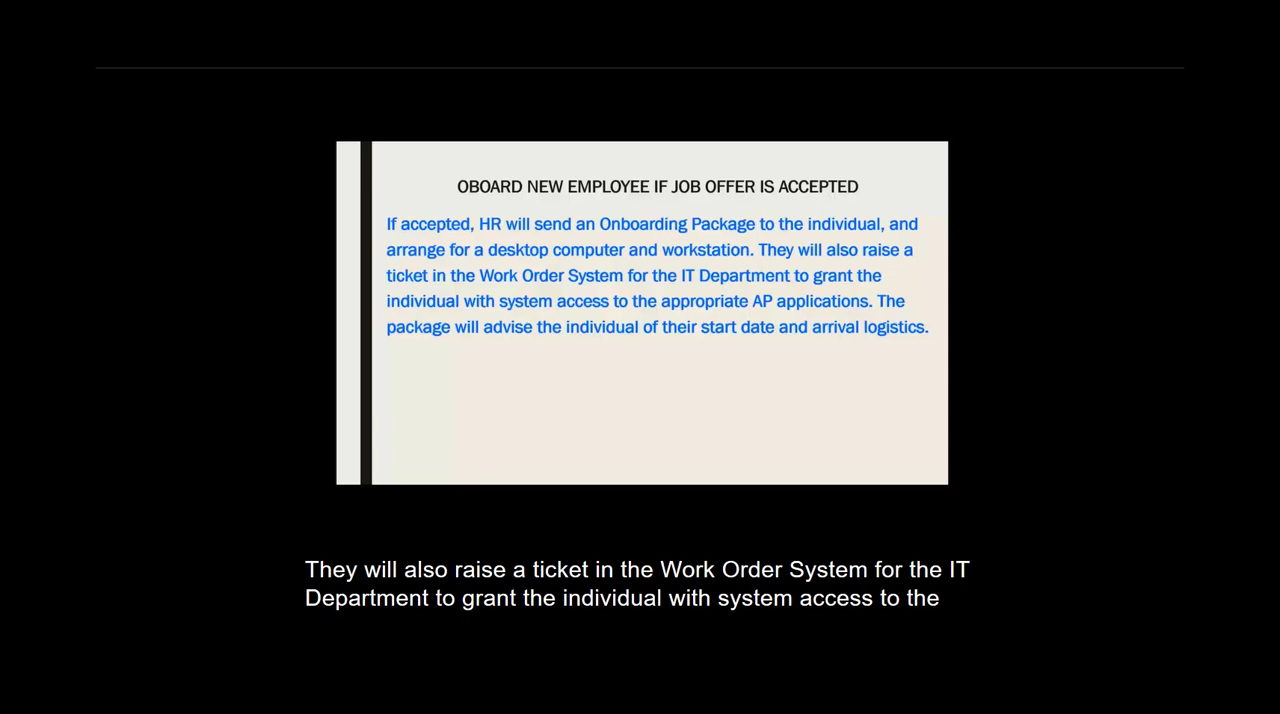 OBOARD NEW EMPLOYEE IF JOB OFFER IS ACCEPTED
If accepted, HR will send an Onboarding Package to the individual, and
arrange for a desktop computer and workstation. They will also raise a
ticket in the Work Order System for the IT Department to grant the
individual with system access to the appropriate AP applications. The
package will advise the individual of their start date and arrival logistics.
They will also raise a ticket in the Work Order System for the IT
Department to grant the individual with system access to the